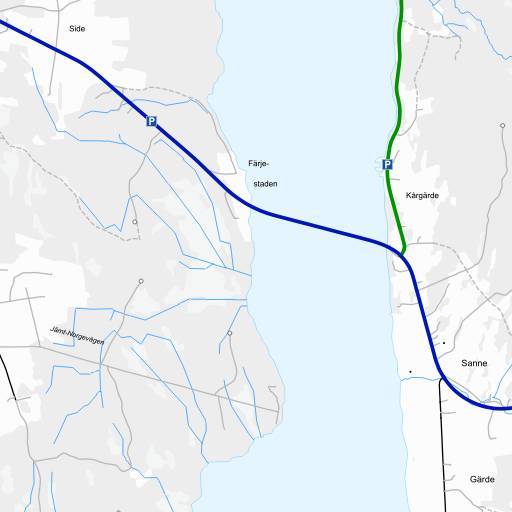 Side
P
Färje-
staden
P
Kårgärde
Jämt-Norgevägen
Sanne
Gärde